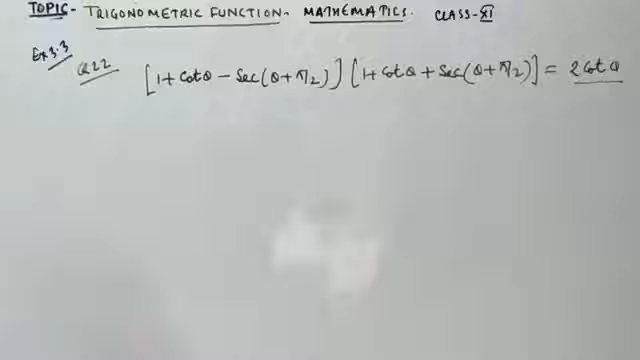 TOPIC- TRIGONOMETRIC FUNCTION- MATHEMATICS. CLASS-XI
Ex 3.3
Q22 [1+Cotθ-Sec(θ+π/2)][1+Cotθ+Sec(θ+π/2)]=2Cotθ